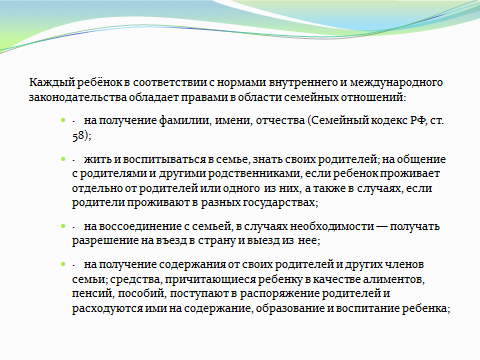 Каждый ребёнок в соответствии с нормами внутреннего и международного
законодательства обладает правами в области семейных отношений:
• · на получение фамилии, имени, отчества (Семейный кодекс РФ, ст.
58);
• · жить и воспитываться в семье, знать своих родителей; на общение
с родителями и другими родственниками, если ребенок проживает
отдельно от родителей или одного из них, а также в случаях, если
родители проживают в разных государствах;
• · на воссоединение с семьей, в случаях необходимости — получать
разрешение на въезд в страну и выезд из нее;
• · на получение содержания от своих родителей и других членов
семьи; средства, причитающиеся ребенку в качестве алиментов,
пенсий, пособий, поступают в распоряжение родителей и
расходуются ими на содержание, образование и воспитание ребенка;